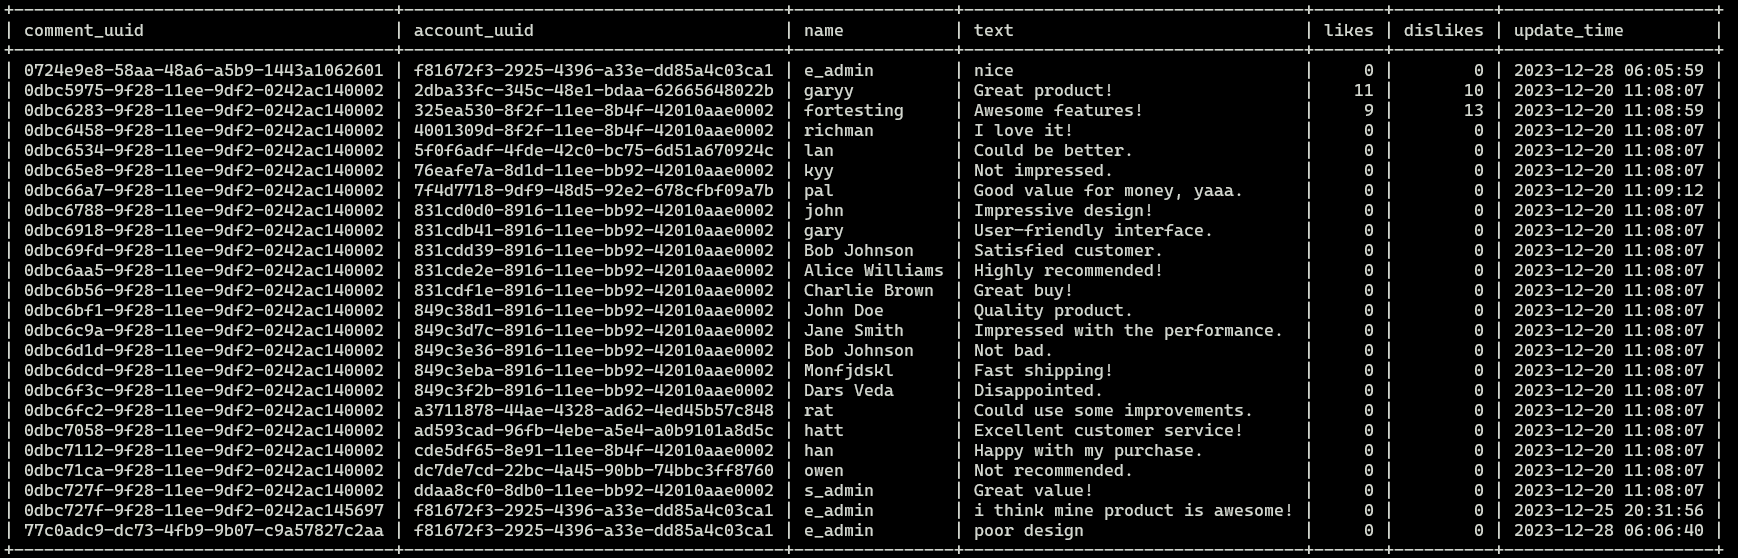 | comment_uuid | account_uuid | name | text | likes | dislikes | update_time |
| 0724e9e8-58aa-48a6-a5b9-1443a1062601 | f81672f3-2925-4396-a33e-dd85a4c03ca1 | e_admin | nice | 0 | 0 | 2023-12-28 06:05:59 |
| 0dbc5975-9f28-11ee-9df2-0242ac140002 | 2dba33fc-345c-48e1-bdaa-62665648022b | garyy | Great product! | 11 | 10 | 2023-12-20 11:08:07 |
| 0dbc6283-9f28-11ee-9df2-0242ac140002 | 325ea530-8f2f-11ee-8b4f-42010aae0002 | fortesting | Awesome features! | 9 | 13 | 2023-12-20 11:08:59 |
| 0dbc6458-9f28-11ee-9df2-0242ac140002 | 4001309d-8f2f-11ee-8b4f-42010aae0002 | richman | I love it! | 0 | 0 | 2023-12-20 11:08:07 |
| 0dbc6534-9f28-11ee-9df2-0242ac140002 | 5f0f6adf-4fde-42c0-bc75-6d51a670924c | lan | Could be better. | 0 | 0 | 2023-12-20 11:08:07 |
| 0dbc65e8-9f28-11ee-9df2-0242ac140002 | 76eafe7a-8d1d-11ee-bb92-42010aae0002 | kyy | Not impressed. | 0 | 0 | 2023-12-20 11:08:07 |
| 0dbc66a7-9f28-11ee-9df2-0242ac140002 | 7f4d7718-9df9-48d5-92e2-678cfbf09a7b | pal | Good value for money, yaaa. | 0 | 0 | 2023-12-20 11:09:12 |
| 0dbc6788-9f28-11ee-9df2-0242ac140002 | 831cd0d0-8916-11ee-bb92-42010aae0002 | john | Impressive design! | 0 | 0 | 2023-12-20 11:08:07 |
| 0dbc6918-9f28-11ee-9df2-0242ac140002 | 831cdb41-8916-11ee-bb92-42010aae0002 | gary | User-friendly interface. | 0 | 0 | 2023-12-20 11:08:07 |
| 0dbc69fd-9f28-11ee-9df2-0242ac140002 | 831cdd39-8916-11ee-bb92-42010aae0002 | Bob Johnson | Satisfied customer. | 0 | 0 | 2023-12-20 11:08:07 |
| 0dbc6aa5-9f28-11ee-9df2-0242ac140002 | 831cde2e-8916-11ee-bb92-42010aae0002 | Alice Williams | Highly recommended! | 0 | 0 | 2023-12-20 11:08:07 |
| 0dbc6b56-9f28-11ee-9df2-0242ac140002 | 831cdf1e-8916-11ee-bb92-42010aae0002 | Charlie Brown | Great buy! | 0 | 0 | 2023-12-20 11:08:07 |
| 0dbc6bf1-9f28-11ee-9df2-0242ac140002 | 849c38d1-8916-11ee-bb92-42010aae0002 | John Doe | Quality product. | 0 | 0 | 2023-12-20 11:08:07 |
| 0dbc6c9a-9f28-11ee-9df2-0242ac140002 | 849c3d7c-8916-11ee-bb92-42010aae0002 | Jane Smith | Impressed with the performance. | 0 | 0 | 2023-12-20 11:08:07 |
| 0dbc6d1d-9f28-11ee-9df2-0242ac140002 | 849c3e36-8916-11ee-bb92-42010aae0002 | Bob Johnson | Not bad. | 0 | 0 | 2023-12-20 11:08:07 |
| 0dbc6dcd-9f28-11ee-9df2-0242ac140002 | 849c3eba-8916-11ee-bb92-42010aae0002 | Monfjdskl | Fast shipping! | 0 | 0 | 2023-12-20 11:08:07 |
| 0dbc6f3c-9f28-11ee-9df2-0242ac140002 | 849c3f2b-8916-11ee-bb92-42010aae0002 | Dars Veda | Disappointed. | 0 | 0 | 2023-12-20 11:08:07 |
| 0dbc6fc2-9f28-11ee-9df2-0242ac140002 | a3711878-44ae-4328-ad62-4ed45b57c848 | rat | Could use some improvements. | 0 | 0 | 2023-12-20 11:08:07 |
| 0dbc7058-9f28-11ee-9df2-0242ac140002 | ad593cad-96fb-4ebe-a5e4-a0b9101a8d5c | hatt | Excellent customer service! | 0 | 0 | 2023-12-20 11:08:07 |
| 0dbc7112-9f28-11ee-9df2-0242ac140002 | cde5df65-8e91-11ee-8b4f-42010aae0002 | han | Happy with my purchase. | 0 | 0 | 2023-12-20 11:08:07 |
| 0dbc71ca-9f28-11ee-9df2-0242ac140002 | dc7de7cd-22bc-4a45-90bb-74bbc3ff8760 | owen | Not recommended. | 0 | 0 | 2023-12-20 11:08:07 |
| 0dbc727f-9f28-11ee-9df2-0242ac140002 | ddaa8cf0-8db0-11ee-bb92-42010aae0002 | s_admin | Great value! | 0 | 0 | 2023-12-20 11:08:07 |
| 0dbc727f-9f28-11ee-9df2-0242ac145697 | f81672f3-2925-4396-a33e-dd85a4c03ca1 | e_admin | i think mine product is awesome! | 0 | 0 | 2023-12-25 20:31:56 |
| 77c0adc9-dc73-4fb9-9b07-c9a57827c2aa | f81672f3-2925-4396-a33e-dd85a4c03ca1 | e_admin | poor design | 0 | 0 | 2023-12-28 06:06:40 |